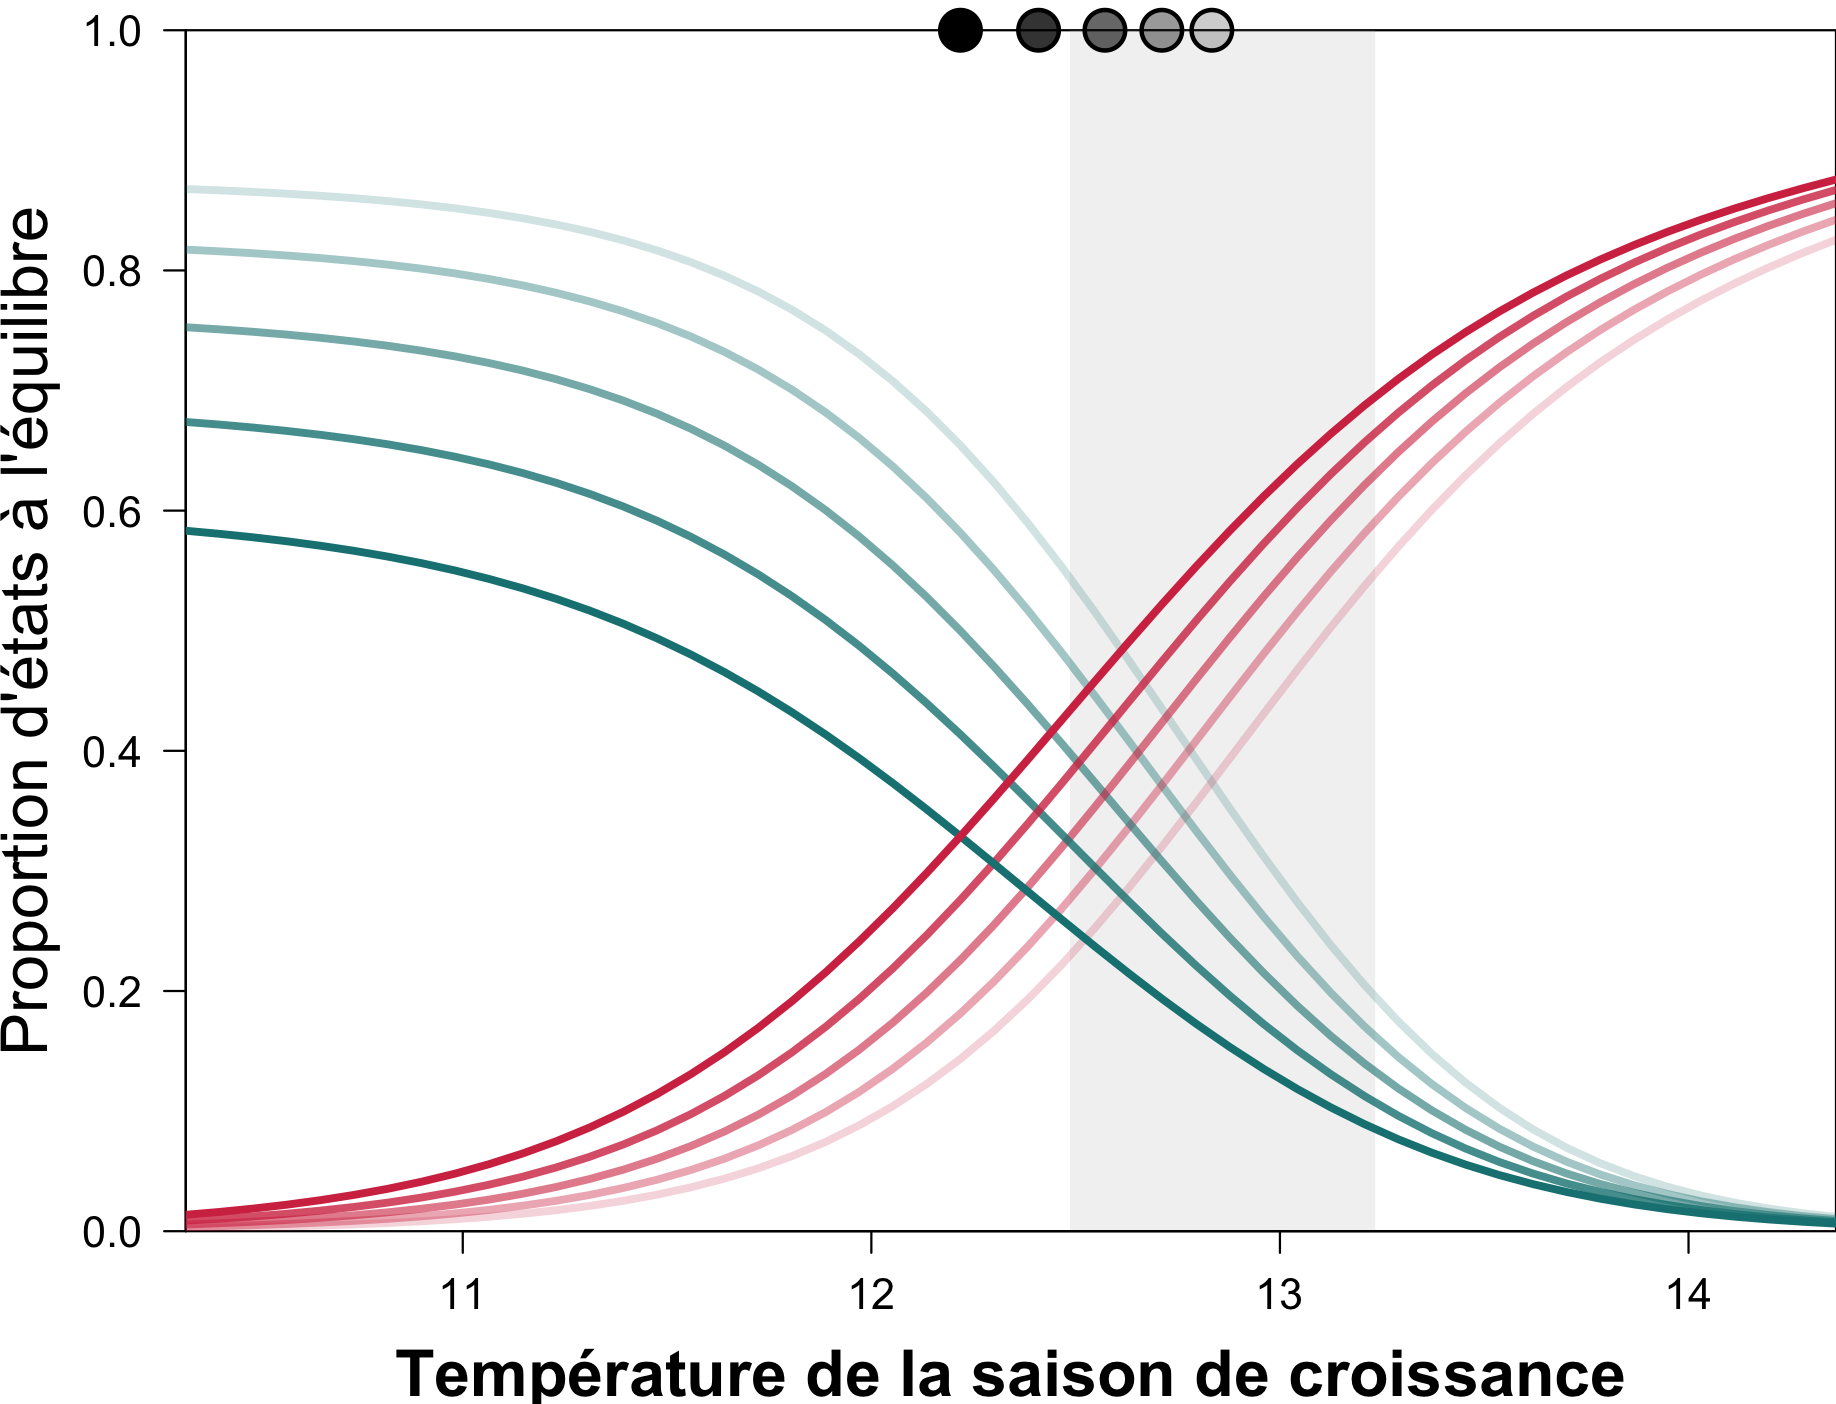 Proportion d'états à l'équilibre
1.0
0.8
0.6
0.4
0.2
0.0
11 12 13 14
Température de la saison de croissance